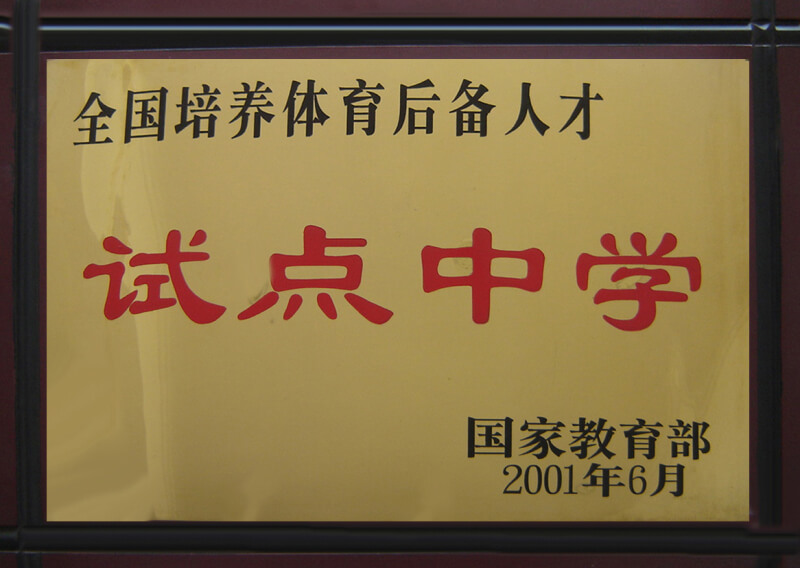 全国培养体育后备人才
试点中学
国家教育部
2001年6月